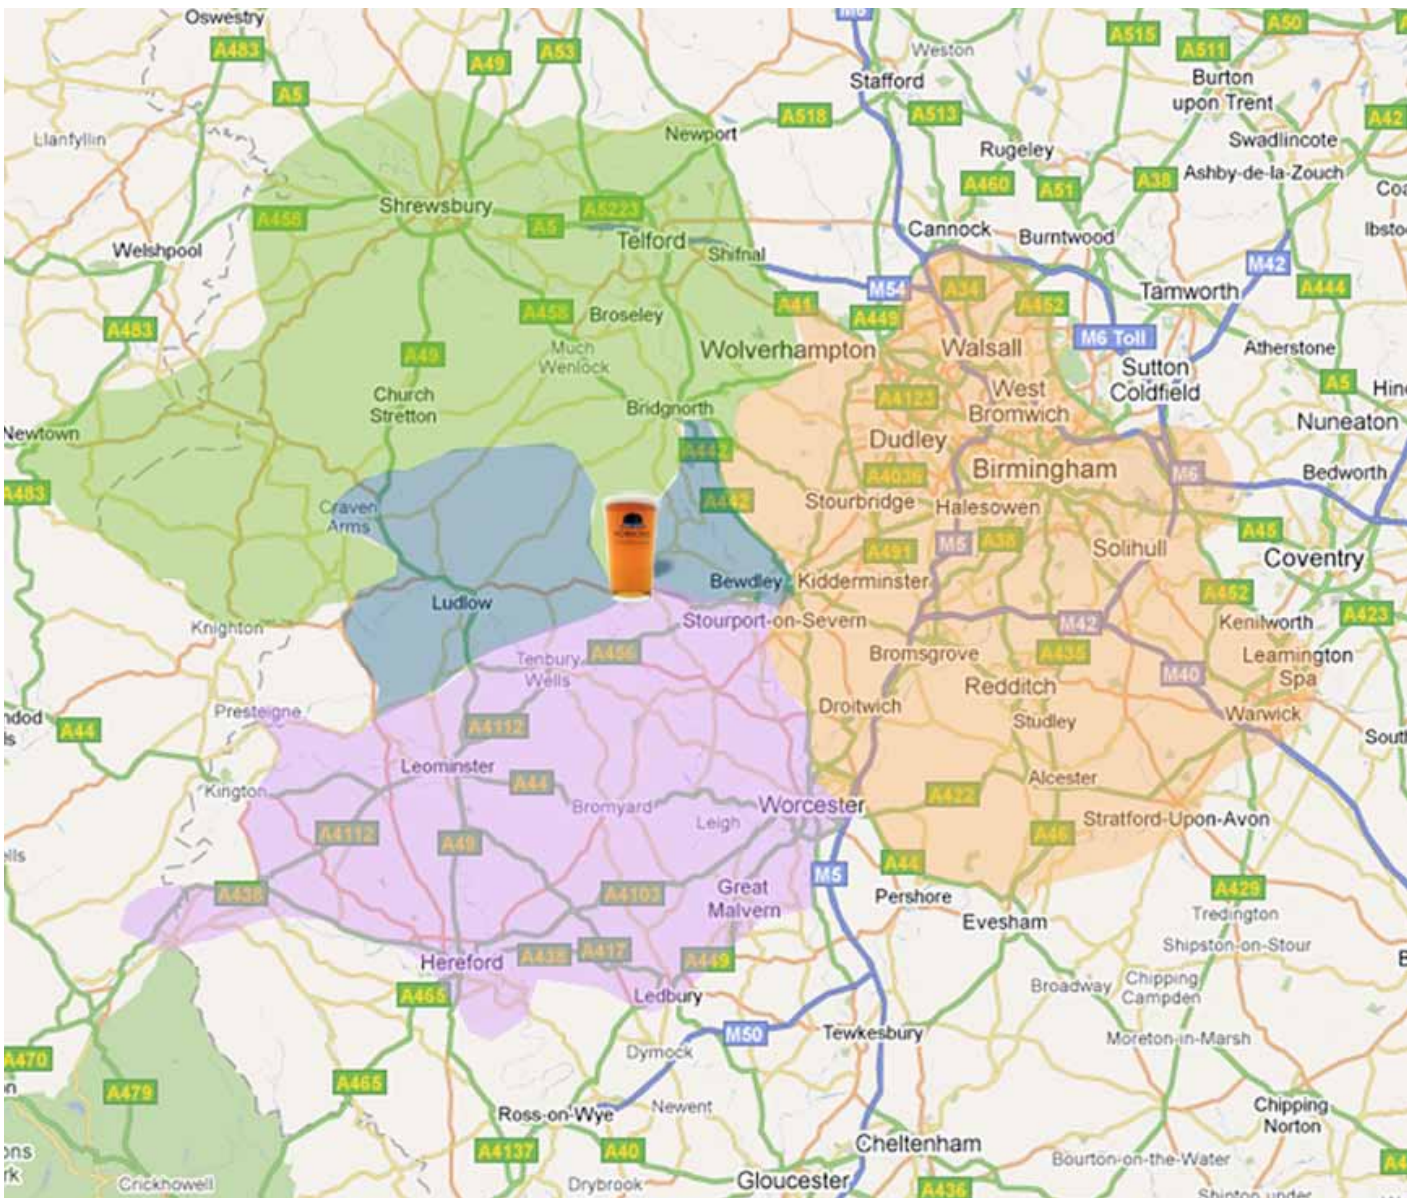 Oswestry
A483
A5
A49
A53
M6
Weston
A515
A50
A511
Stafford
Burton
upon Trent
Llanfyllin
Newport
A518
A513
A42
Swadlincote
Rugeley
Ashby-de-la-Zouch
A460
A51
A38
Shrewsbury
A458
A5
A5223
Telford
Shifnal
Cannock
Burntwood
Welshpool
M54
A34
M42
Tamworth
A444
A483
A458
Broseley
A41
A449
A452
M6 Toll
A49
Much
Wenlock
Wolverhampton
Walsall
Sutton
Coldfield
Atherstone
A5
Church
Stretton
Bridgnorth
A4123
West
Bromwich
Nuneaton
Newtown
A442
Dudley
A4036
Birmingham
M6
Bedworth
A483
Craven
Arms
A442
Stourbridge
Halesowen
A45
A491
M5
A38
Solihull
Coventry
Ludlow
Bewdley
Kidderminster
A452
A423
Knighton
Stourport-on-Severn
M42
Kenilworth
A456
Tenbury
Wells
Bromsgrove
A435
Leamington
Spa
M40
Redditch
Presteigne
Droitwich
Studley
Warwick
A44
A4112
Leominster
A44
Alcester
Kington
Bromyard
Worcester
A422
Leigh
A4112
A49
Stratford-Upon-Avon
A46
A44
M5
A438
A4103
Great
Malvern
Pershore
A429
Evesham
Tredington
Shipston-on-Stour
Hereford
A438
A417
A449
A465
Ledbury
Broadway
Chipping
Campden
M50
Tewkesbury
Moreton-in-Marsh
Dymock
A470
A479
A465
Ross-on-Wye
Newent
Chipping
Norton
A4137
A40
Cheltenham
Bourton-on-the-Water
Crickhowell
Drybrook
Gloucester
A436